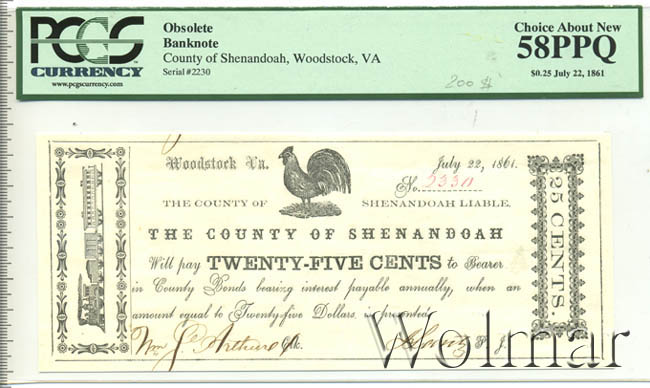 PCGS
CURRENCY
www.pcgscurrency.com
Obsolete
Banknote
County of Shenandoah, Woodstock, VA
Serial #2230
Choice About New
58PPQ
$0.25 July 22, 1861
200 $
Woodstock Va.
July 22, 1861.
No.
THE COUNTY OF SHENANDOAH LIABLE.
THE COUNTY OF SHENANDOAH
Will pay TWENTY-FIVE CENTS to Bearer
in County Bonds bearing interest payable annually, when an
amount equal to Twenty-five Dollars is presented
Clk. P. J.
25 CENTS.
Wolmar